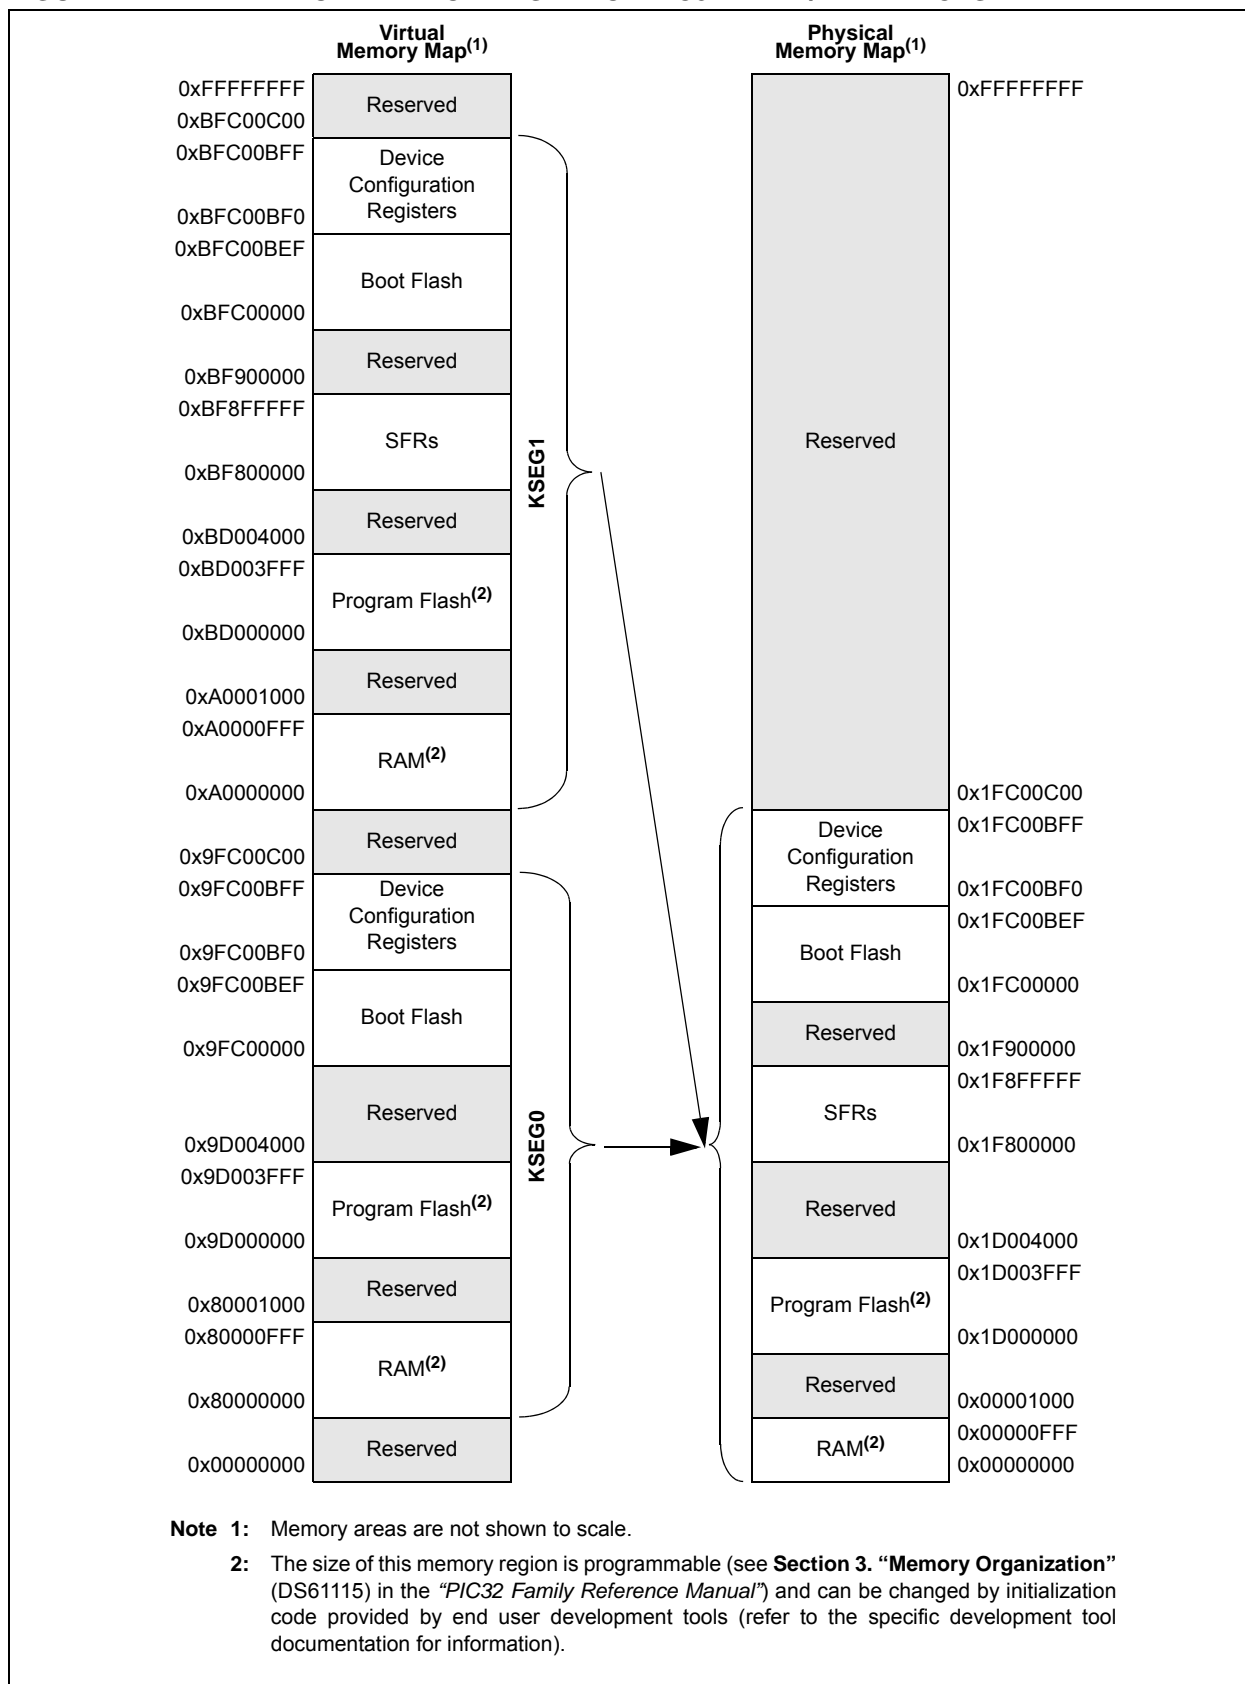 Virtual
Memory Map(1)
0xFFFFFFFF
Reserved
0xBFC00C00
0xBFC00BFF
Device
Configuration
Registers
0xBFC00BF0
0xBFC00BEF
Boot Flash
0xBFC00000
Reserved
0xBF900000
0xBF8FFFFF
SFRs
0xBF800000
Reserved
0xBD004000
0xBD003FFF
Program Flash(2)
0xBD000000
Reserved
0xA0001000
0xA0000FFF
RAM(2)
0xA0000000
KSEG1
Reserved
0x9FC00C00
0x9FC00BFF
Device
Configuration
Registers
0x9FC00BF0
0x9FC00BEF
Boot Flash
0x9FC00000
Reserved
0x9D004000
0x9D003FFF
Program Flash(2)
0x9D000000
Reserved
0x80001000
0x80000FFF
RAM(2)
0x80000000
KSEG0
Reserved
0x00000000
Physical
Memory Map(1)
0xFFFFFFFF
Reserved
0x1FC00C00
Device
Configuration
Registers
0x1FC00BFF
0x1FC00BF0
0x1FC00BEF
Boot Flash
0x1FC00000
Reserved
0x1F900000
0x1F8FFFFF
SFRs
0x1F800000
Reserved
0x1D004000
0x1D003FFF
Program Flash(2)
0x1D000000
Reserved
0x00001000
0x00000FFF
RAM(2)
0x00000000
Note 1: Memory areas are not shown to scale.
2: The size of this memory region is programmable (see Section 3. “Memory Organization”
(DS61115) in the “PIC32 Family Reference Manual”) and can be changed by initialization
code provided by end user development tools (refer to the specific development tool
documentation for information).